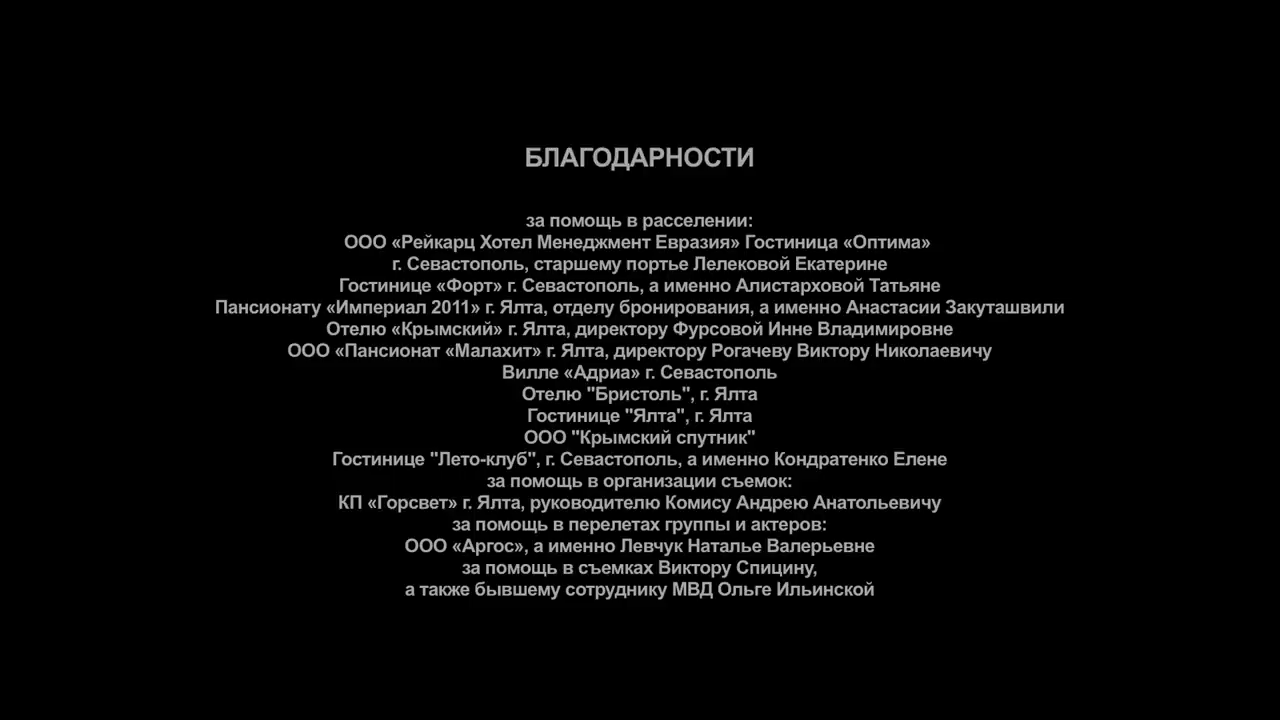 БЛАГОДАРНОСТИ
за помощь в расселении:
ООО «Рейкарц Хотел Менеджмент Евразия» Гостиница «Оптима»
г. Севастополь, старшему портье Лелековой Екатерине
Гостинице «Форт» г. Севастополь, а именно Алистарховой Татьяне
Пансионату «Империал 2011» г. Ялта, отделу бронирования, а именно Анастасии Закуташвили
Отелю «Крымский» г. Ялта, директору Фурсовой Инне Владимировне
ООО «Пансионат «Малахит» г. Ялта, директору Рогачеву Виктору Николаевичу
Вилле «Адриа» г. Севастополь
Отелю "Бристоль", г. Ялта
Гостинице "Ялта", г. Ялта
ООО "Крымский спутник"
Гостинице "Лето-клуб", г. Севастополь, а именно Кондратенко Елене
за помощь в организации съемок:
КП «Горсвет» г. Ялта, руководителю Комису Андрею Анатольевичу
за помощь в перелетах группы и актеров:
ООО «Аргос», а именно Левчук Наталье Валерьевне
за помощь в съемках Виктору Спицину,
а также бывшему сотруднику МВД Ольге Ильинской